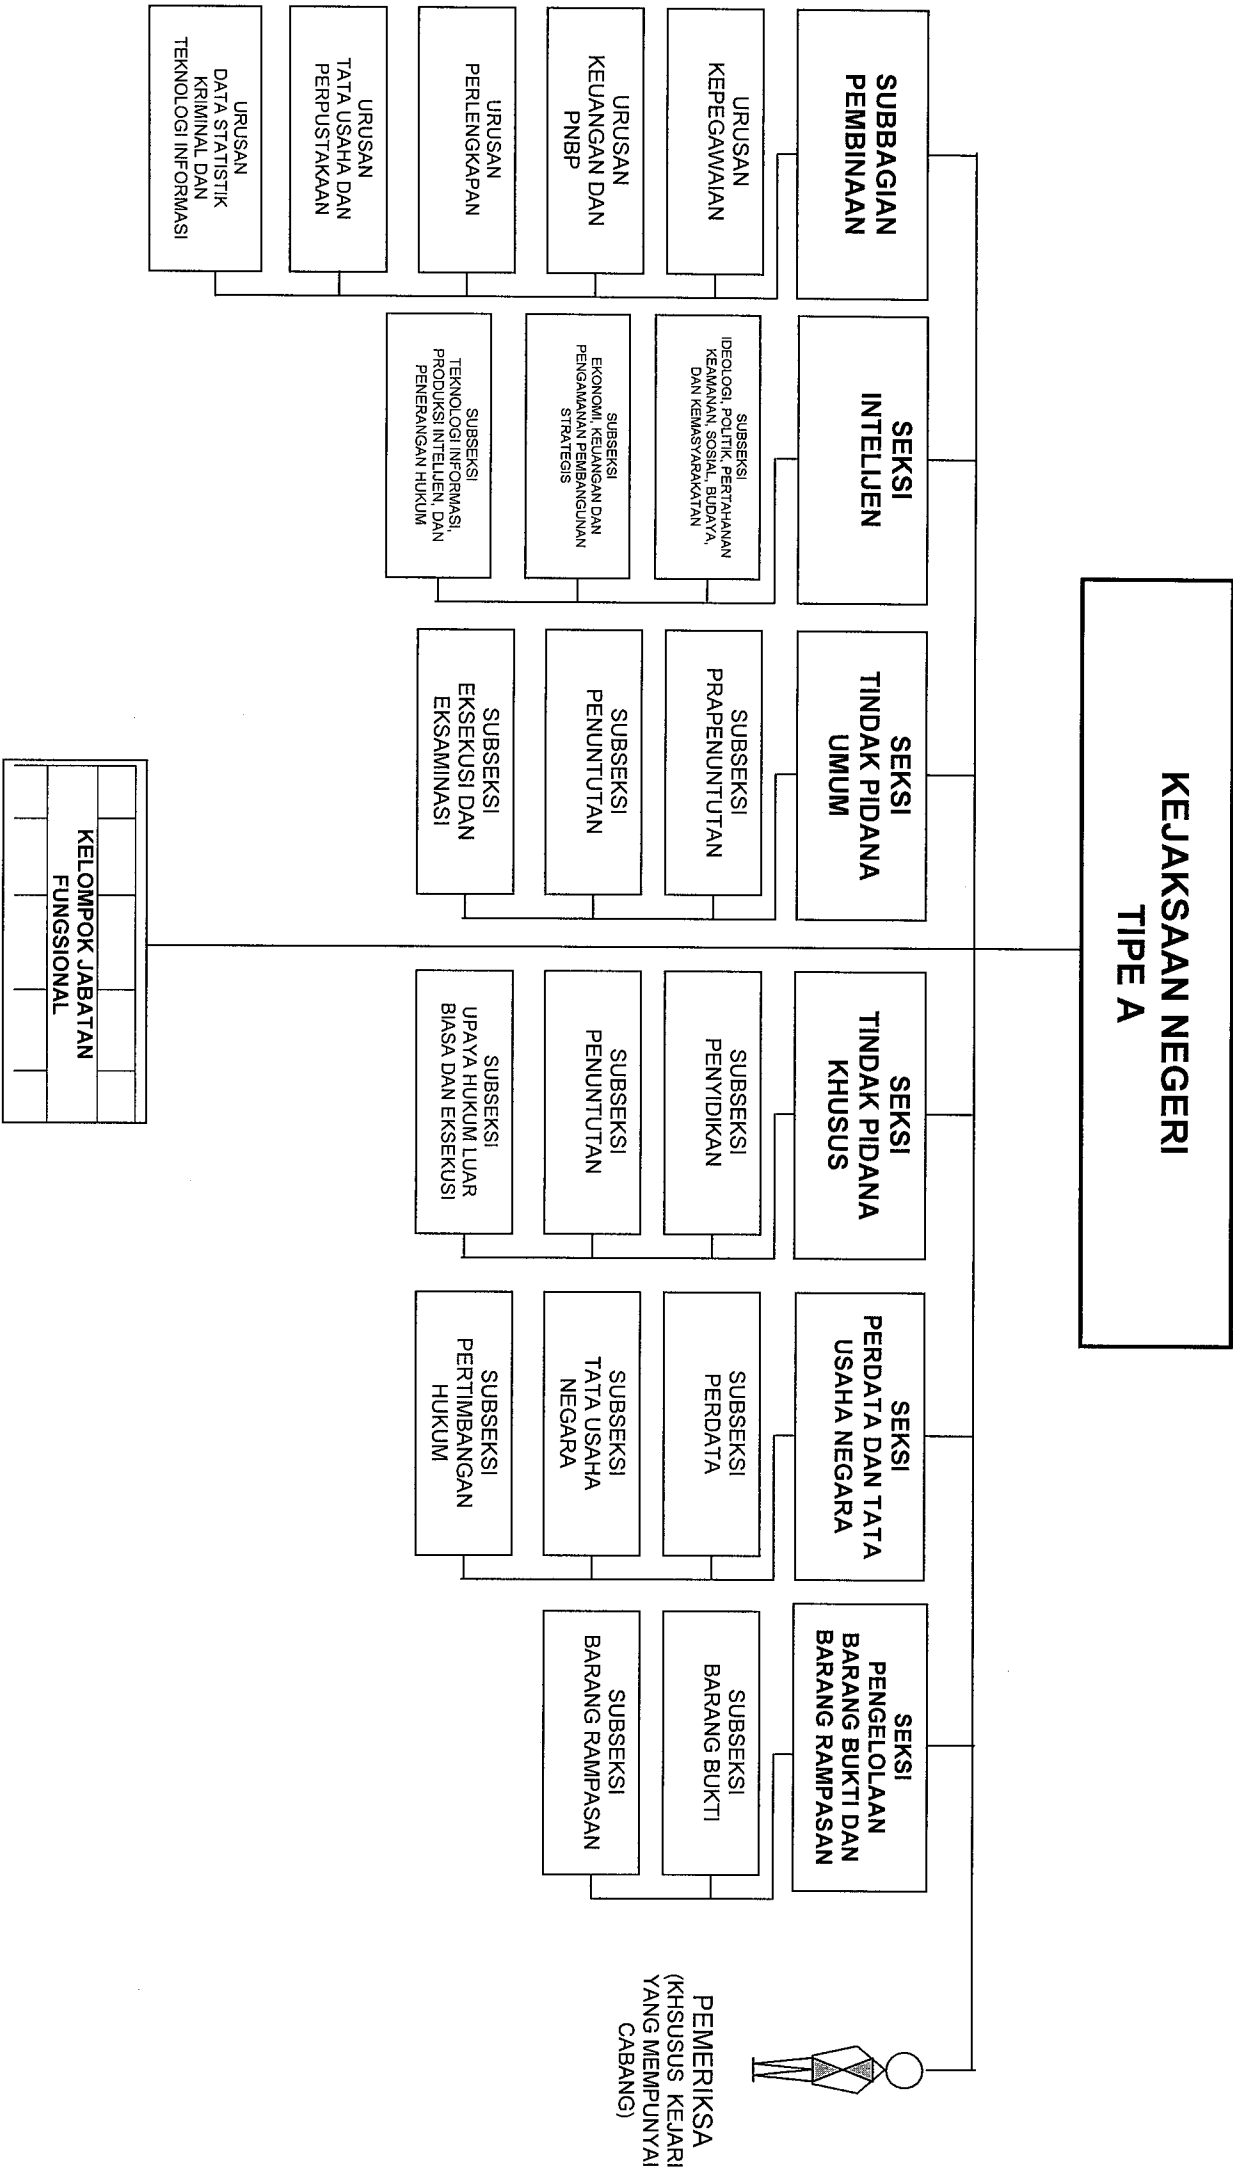 KEJAKSAAN NEGERI
TIPE A
SUBBAGIAN
PEMBINAAN
URUSAN
KEPEGAWAIAN
URUSAN
KEUANGAN DAN
PNBP
URUSAN
PERLENGKAPAN
URUSAN
TATA USAHA DAN
PERPUSTAKAAN
URUSAN
DATA STATISTIK
KRIMINAL DAN
TEKNOLOGI INFORMASI
SEKSI
INTELIJEN
SUBSEKSI
IDEOLOGI, POLITIK, PERTAHANAN
KEAMANAN, SOSIAL, BUDAYA,
DAN KEMASYARAKATAN
SUBSEKSI
EKONOMI, KEUANGAN DAN
PENGAMANAN PEMBANGUNAN
STRATEGIS
SUBSEKSI
TEKNOLOGI INFORMASI,
PRODUKSI INTELIJEN, DAN
PENERANGAN HUKUM
SEKSI
TINDAK PIDANA
UMUM
SUBSEKSI
PRAPENUNTUTAN
SUBSEKSI
PENUNTUTAN
SUBSEKSI
EKSEKUSI DAN
EKSAMINASI
SEKSI
TINDAK PIDANA
KHUSUS
SUBSEKSI
PENYIDIKAN
SUBSEKSI
PENUNTUTAN
SUBSEKSI
UPAYA HUKUM LUAR
BIASA DAN EKSEKUSI
SEKSI
PERDATA DAN TATA
USAHA NEGARA
SUBSEKSI
PERDATA
SUBSEKSI
TATA USAHA
NEGARA
SUBSEKSI
PERTIMBANGAN
HUKUM
SEKSI
PENGELOLAAN
BARANG BUKTI DAN
BARANG RAMPASAN
SUBSEKSI
BARANG BUKTI
SUBSEKSI
BARANG RAMPASAN
PEMERIKSA
(KHSUSUS KEJARI
YANG MEMPUNYAI
CABANG)
KELOMPOK JABATAN
FUNGSIONAL